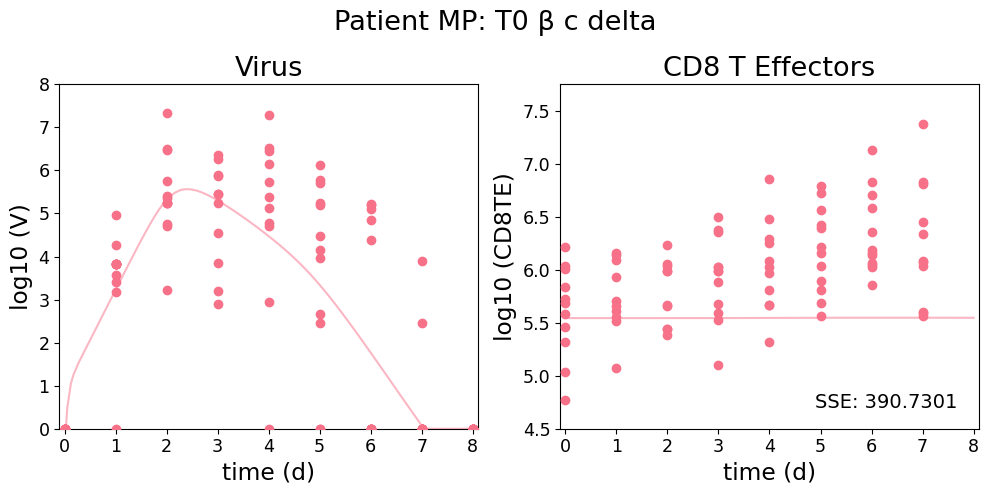 Patient MP: T0 β c delta
Virus
CD8 T Effectors
log10 (V)
8
7
6
5
4
3
2
1
0
0 1 2 3 4 5 6 7 8
time (d)
log10 (CD8TE)
7.5
7.0
6.5
6.0
5.5
5.0
4.5
SSE: 390.7301
0 1 2 3 4 5 6 7 8
time (d)